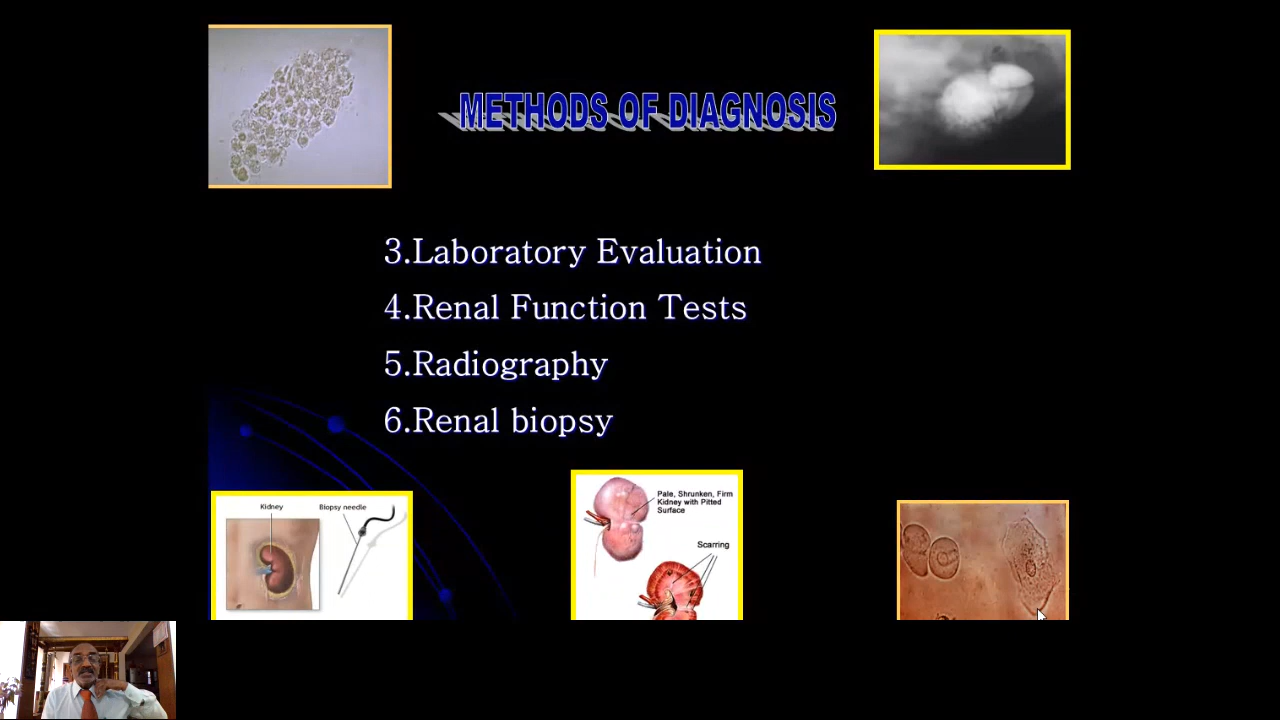 METHODS OF DIAGNOSIS
3.Laboratory Evaluation
4.Renal Function Tests
5.Radiography
6.Renal biopsy
Kidney
Biopsy needle
Pale, Shrunken, Firm
Kidney with Pitted
Surface
Scarring